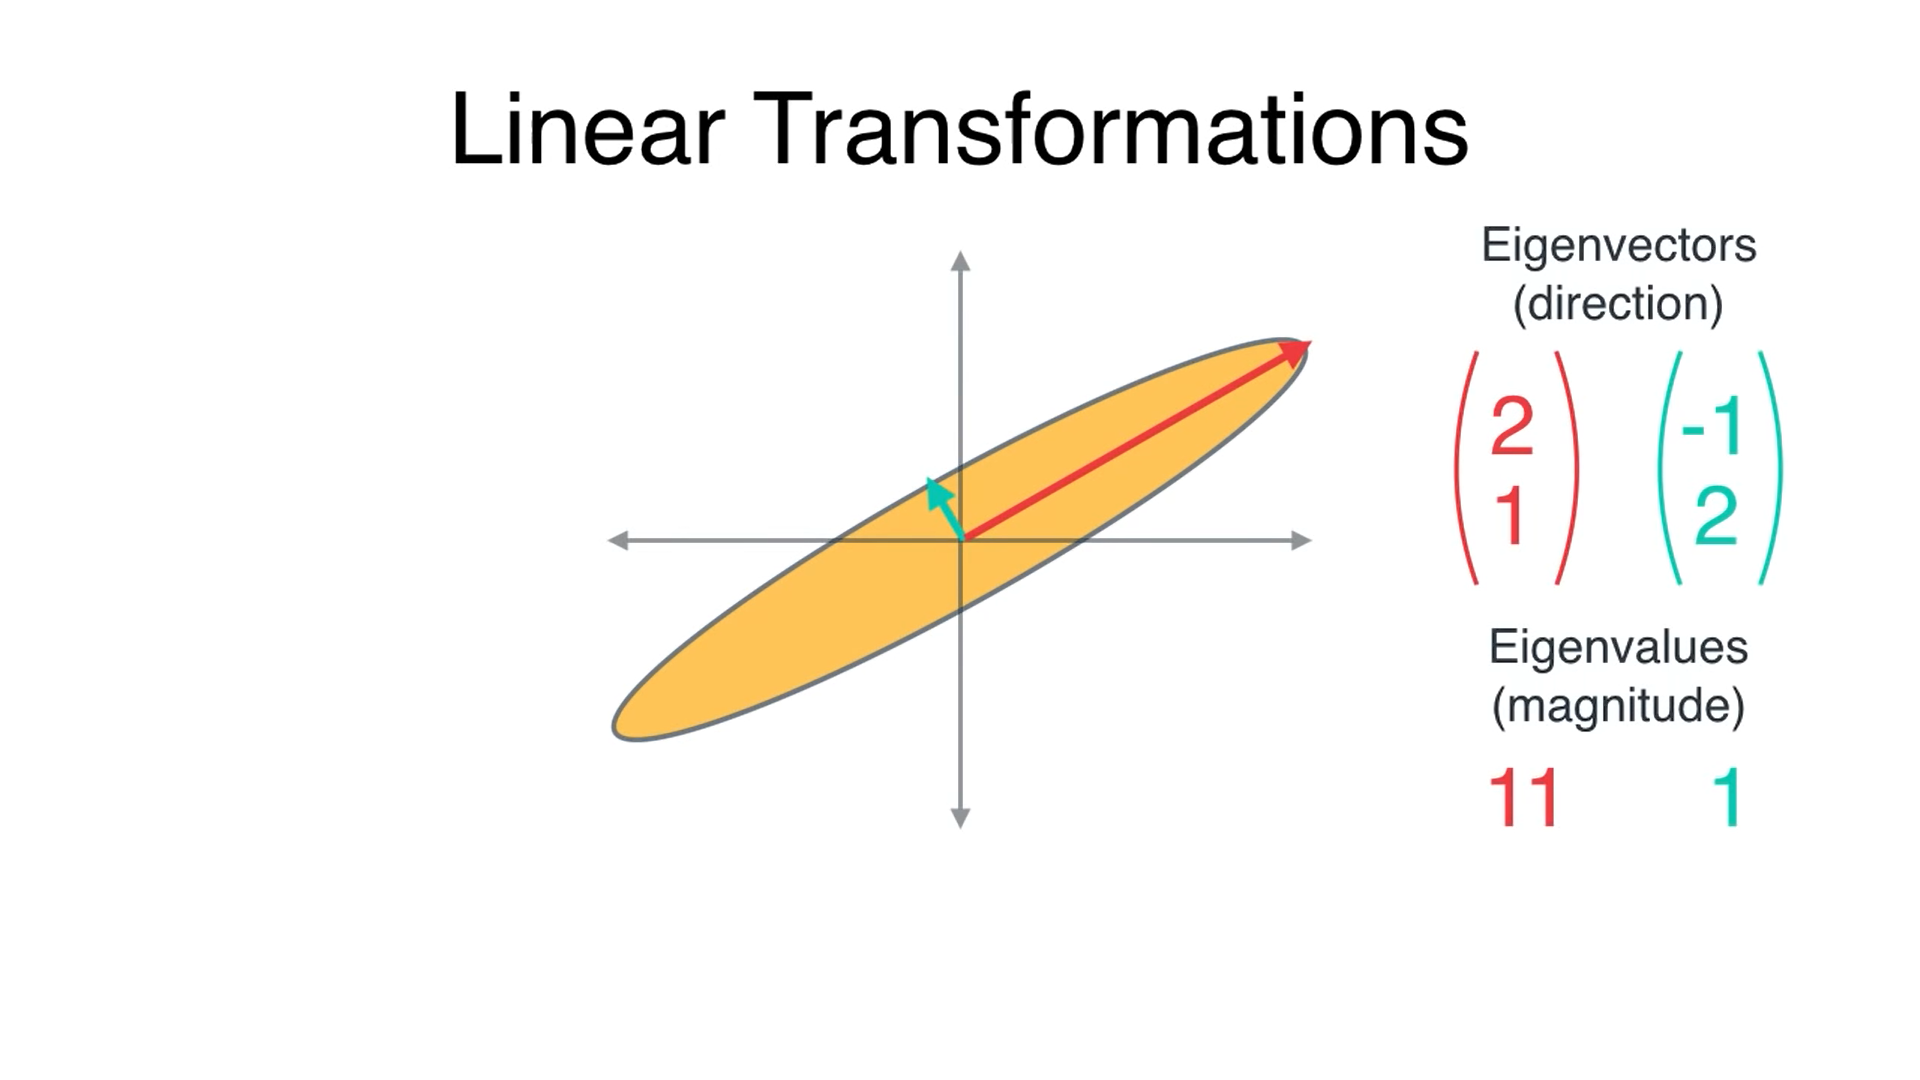 Linear Transformations
Eigenvectors
(direction)
2 -1
1 2
Eigenvalues
(magnitude)
11 1